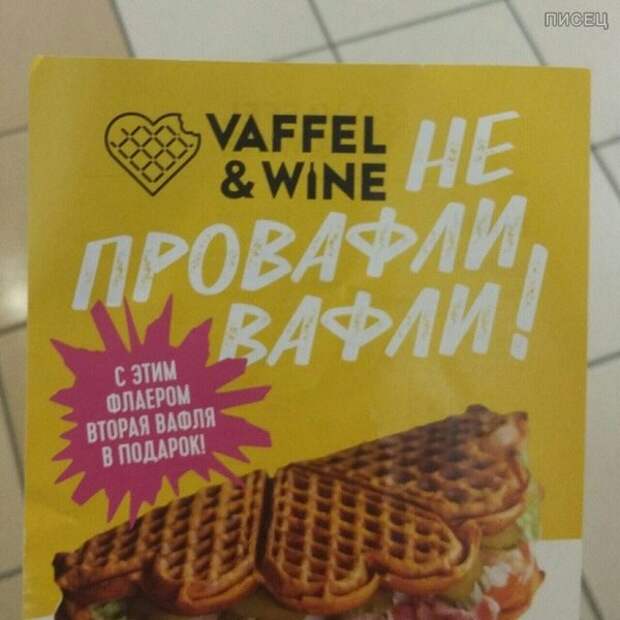 писец
VAFFEL
& WINE
НЕ
ПРОВАФЛИ
ВАФЛИ!
С ЭТИМ
ФЛАЕРОМ
ВТОРАЯ ВАФЛЯ
В ПОДАРОК!